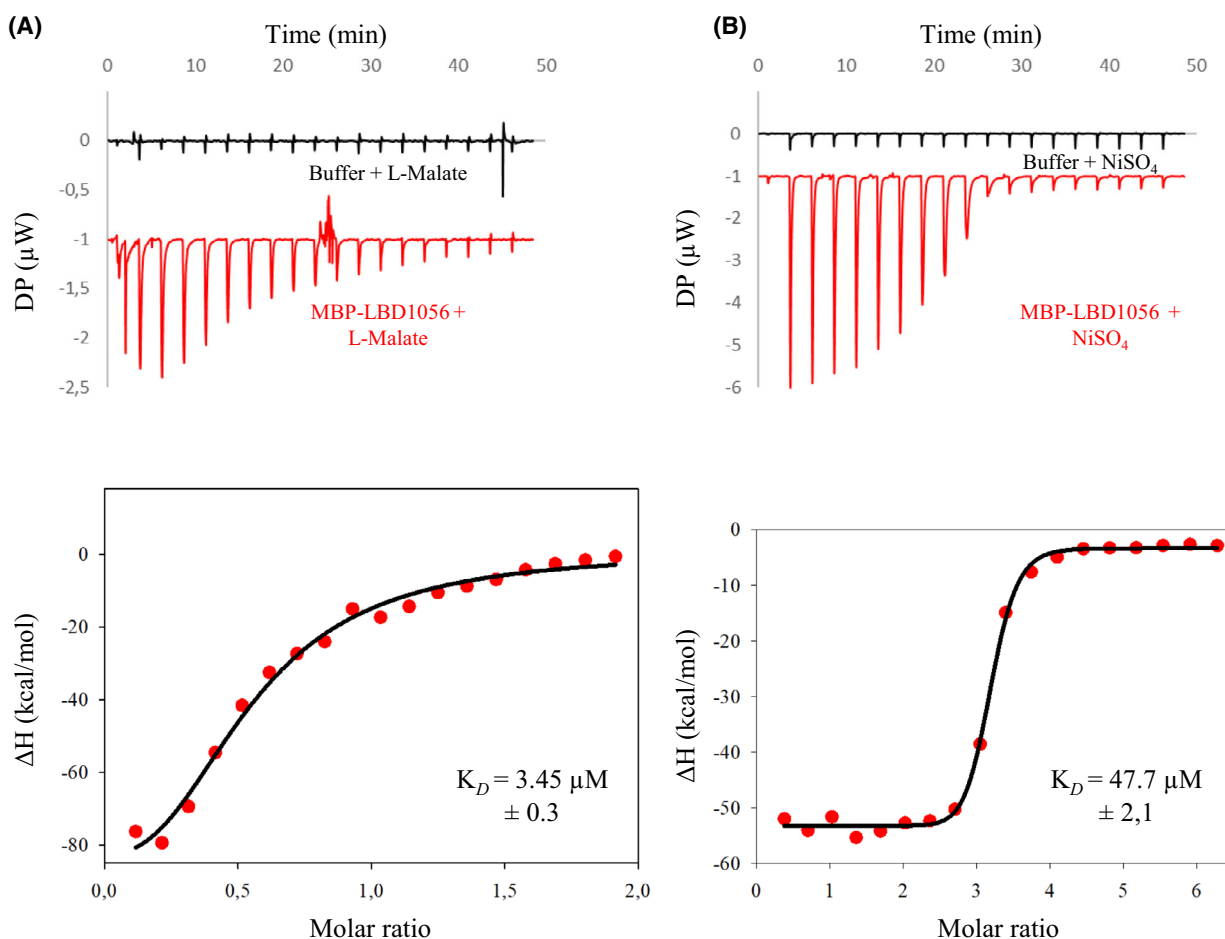 (A)
Time (min)
0 10 20 30 40 50
0
-0,5
-1
-1,5
-2
-2,5
DP (µW)
Buffer + L-Malate
MBP-LBD1056 +
L-Malate
0
-20
-40
-60
-80
ΔH (kcal/mol)
K_D = 3.45 µM
± 0.3
0,0 0,5 1,0 1,5 2,0
Molar ratio
(B)
Time (min)
0 10 20 30 40 50
0
-1
-2
-3
-4
-5
-6
DP (µW)
Buffer + NiSO₄
MBP-LBD1056 +
NiSO₄
0
-10
-20
-30
-40
-50
-60
ΔH (kcal/mol)
K_D = 47.7 µM
± 2,1
0 1 2 3 4 5 6
Molar ratio